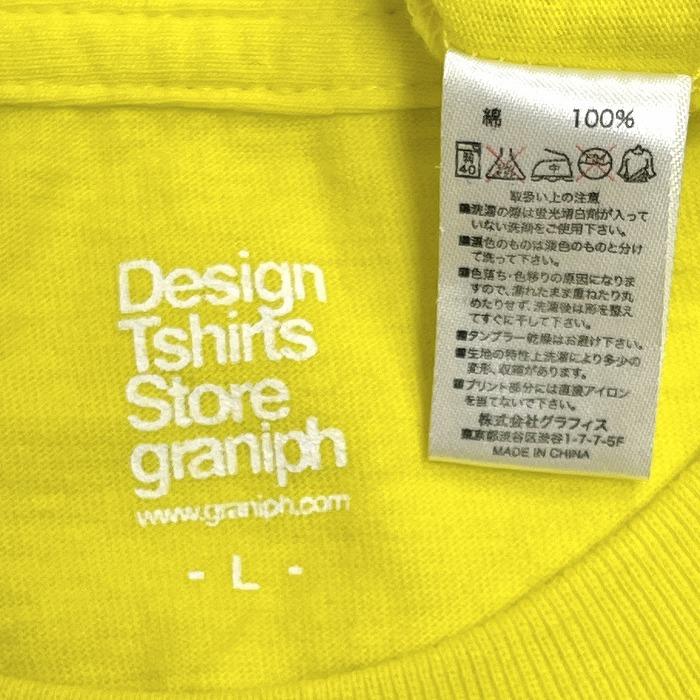 Design
Tshirts
Store
graniph
www.graniph.com
- L -
綿 100%
40 中
取扱い上の注意
■洗濯の際は蛍光増白剤が入って
いない洗剤をご使用下さい。
■濃色のものは淡色のものと分け
て洗って下さい。
■色落ち・色移りの原因になりま
すので、濡れたまま重ねたり丸
めたりせず、洗濯後は形を整え
てすぐに干して下さい。
■タンブラー乾燥はお避け下さい。
■生地の特性上洗濯により多少の
変形、収縮があります。
■プリント部分には直接アイロン
を当てないで下さい。
株式会社グラフィス
東京都渋谷区渋谷1-7-7-5F
MADE IN CHINA